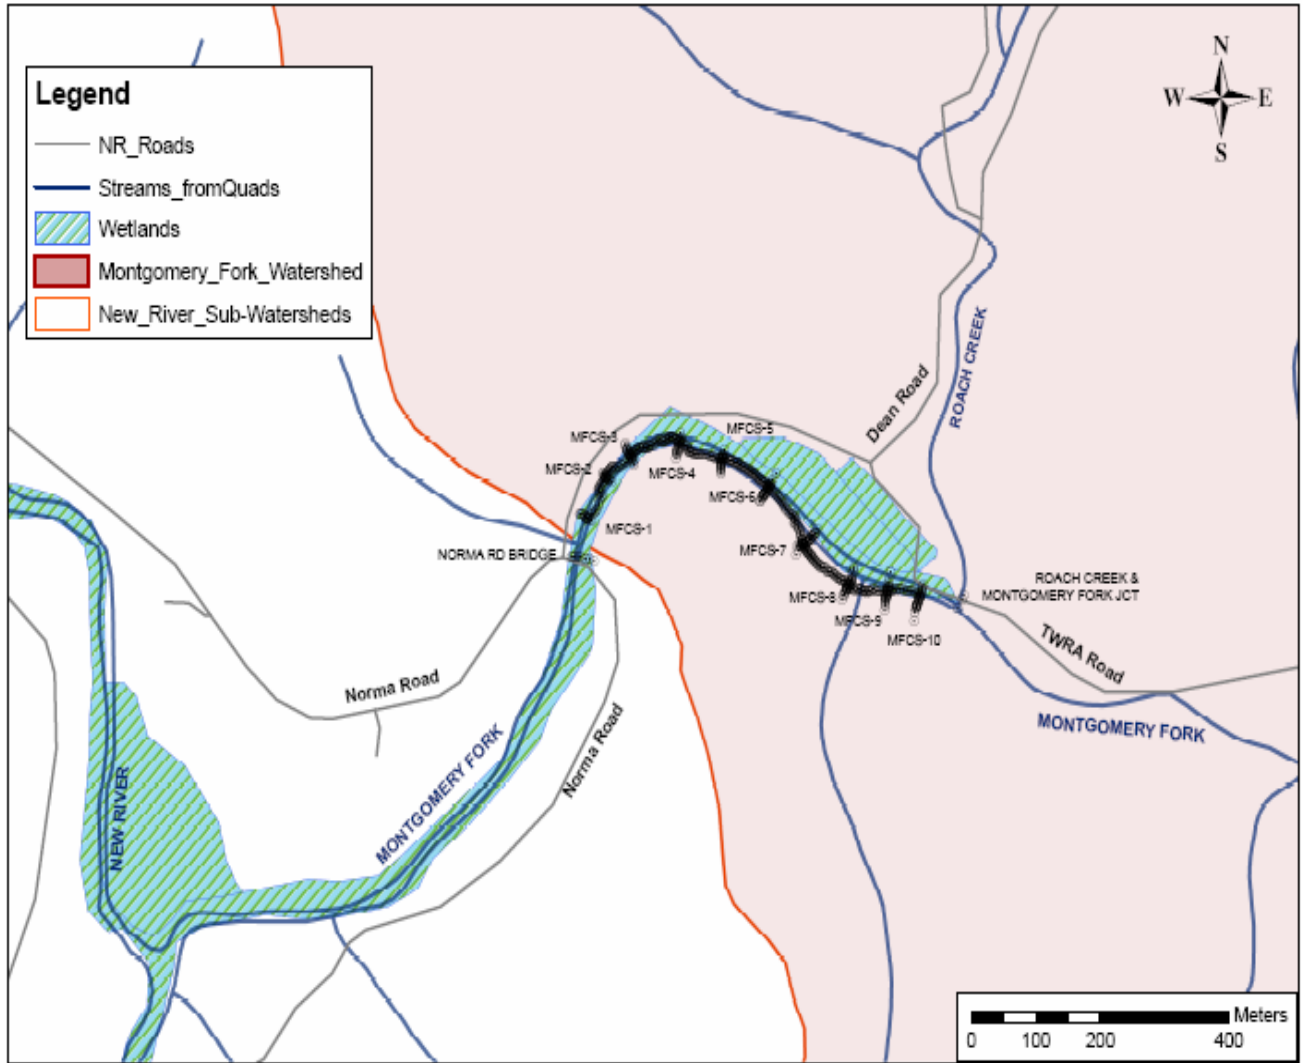 N
W E
S
Legend
NR_Roads
Streams_fromQuads
Wetlands
Montgomery_Fork_Watershed
New_River_Sub-Watersheds
ROACH CREEK
Dean Road
MFCS-5
MFCS-3
MFCS-2
MFCS-4
MFCS-6
MFCS-1
MFCS-7
NORMA RD BRIDGE
ROACH CREEK &
MONTGOMERY FORK JCT
MFCS-8
MFCS-9
MFCS-10
TWRA Road
MONTGOMERY FORK
Norma Road
Norma Road
MONTGOMERY FORK
NEW RIVER
Meters
0 100 200 400